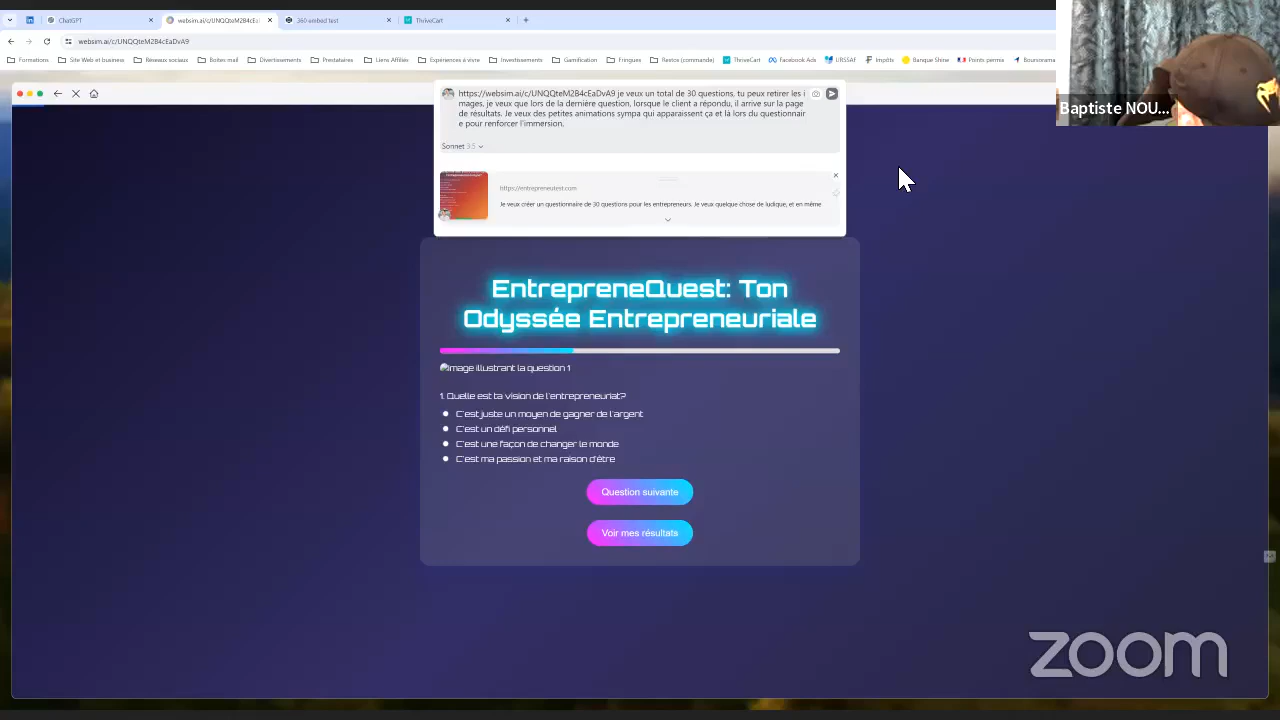 ChatGPT
websim.ai/c/UNQQteM2B4cEaD
360 embed test
ThriveCart
websim.ai/c/UNQQteM2B4cEaDvA9
Formations
Site Web et business
Réseaux sociaux
Boites mail
Divertissements
Prestataires
Liens Affiliés
Expériences à vivre
Investissements
Gamification
Fringues
Restos (commande)
ThriveCart
Facebook Ads
URSSAF
Impôts
Banque Shine
Points permis
Boursorama
Baptiste NOU...
https://websim.ai/c/UNQQteM2B4cEaDvA9 je veux un total de 30 questions, tu peux retirer les i
mages, je veux que lors de la dernière question, lorsque le client a répondu, il arrive sur la page
de résultats. Je veux des petites animations sympa qui apparaissent ça et là lors du questionnair
e pour renforcer l'immersion.
Sonnet 3.5
https://entrepreneutest.com
Je veux créer un questionnaire de 30 questions pour les entrepreneurs. Je veux quelque chose de ludique, et en même
EntrepreneQuest: Ton
Odyssée Entrepreneuriale
Image illustrant la question 1
1. Quelle est ta vision de l'entrepreneuriat?
C'est juste un moyen de gagner de l'argent
C'est un défi personnel
C'est une façon de changer le monde
C'est ma passion et ma raison d'être
Question suivante
Voir mes résultats
zoom